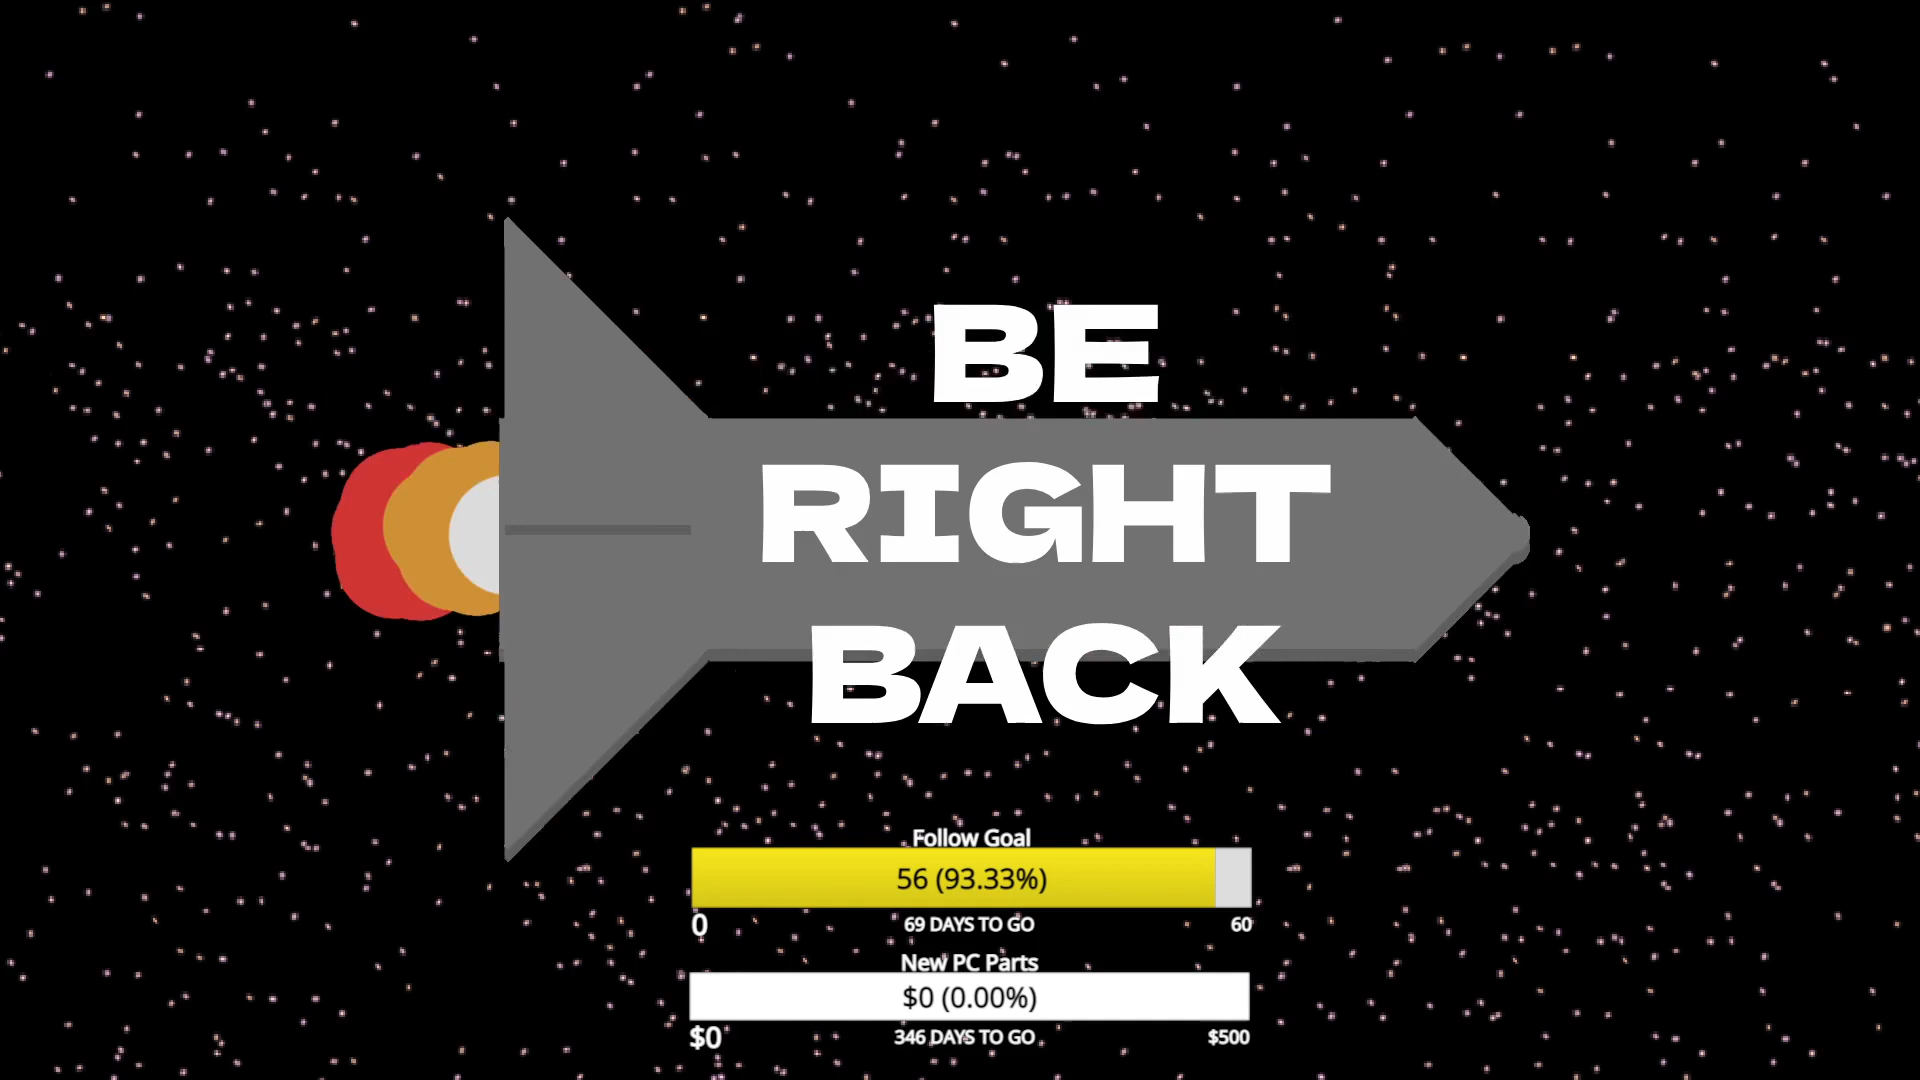 BE
RIGHT
BACK
Follow Goal
56 (93.33%)
0 69 DAYS TO GO 60
New PC Parts
$0 (0.00%)
$0 346 DAYS TO GO $500